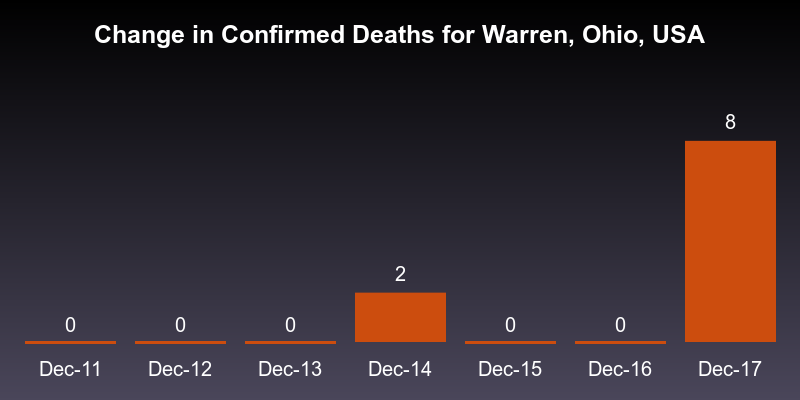 Change in Confirmed Deaths for Warren, Ohio, USA
8
2
0 0 0 0 0
Dec-11 Dec-12 Dec-13 Dec-14 Dec-15 Dec-16 Dec-17